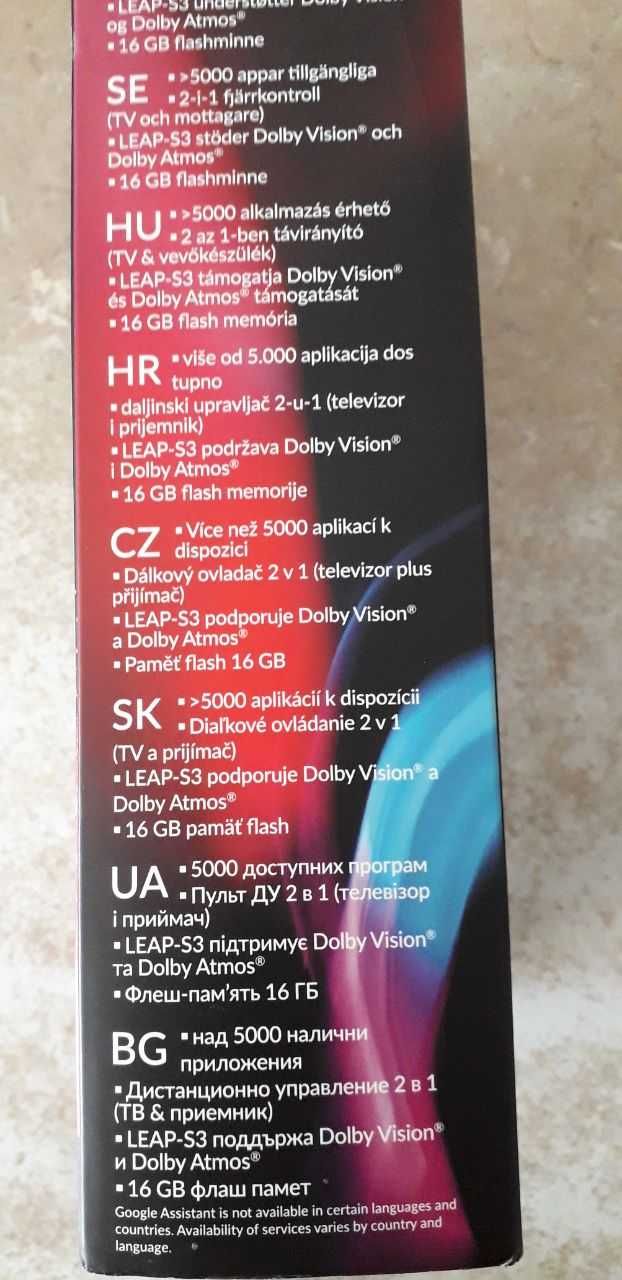 ▪ LEAP-S3 understøtter Dolby Vision®
og Dolby Atmos®
▪ 16 GB flashminne
SE ▪ >5000 appar tillgängliga
▪ 2-i-1 fjärrkontroll
(TV och mottagare)
▪ LEAP-S3 stöder Dolby Vision® och
Dolby Atmos®
▪ 16 GB flashminne
HU ▪ >5000 alkalmazás érhető
▪ 2 az 1-ben távirányító
(TV & vevőkészülék)
▪ LEAP-S3 támogatja Dolby Vision®
és Dolby Atmos® támogatását
▪ 16 GB flash memória
HR ▪ više od 5.000 aplikacija dos
tupno
▪ daljinski upravljač 2-u-1 (televizor
i prijemnik)
▪ LEAP-S3 podržava Dolby Vision®
i Dolby Atmos®
▪ 16 GB flash memorije
CZ ▪ Více než 5000 aplikací k
dispozici
▪ Dálkový ovladač 2 v 1 (televizor plus
přijímač)
▪ LEAP-S3 podporuje Dolby Vision®
a Dolby Atmos®
▪ Paměť flash 16 GB
SK ▪ >5000 aplikácií k dispozícii
▪ Diaľkové ovládanie 2 v 1
(TV a prijímač)
▪ LEAP-S3 podporuje Dolby Vision® a
Dolby Atmos®
▪ 16 GB pamäť flash
UA ▪ 5000 доступних програм
▪ Пульт ДУ 2 в 1 (телевізор
і приймач)
▪ LEAP-S3 підтримує Dolby Vision®
та Dolby Atmos®
▪ Флеш-пам'ять 16 ГБ
BG ▪ над 5000 налични
приложения
▪ Дистанционно управление 2 в 1
(ТВ & приемник)
▪ LEAP-S3 поддържа Dolby Vision®
и Dolby Atmos®
▪ 16 GB флаш памет
Google Assistant is not available in certain languages and
countries. Availability of services varies by country and
language.